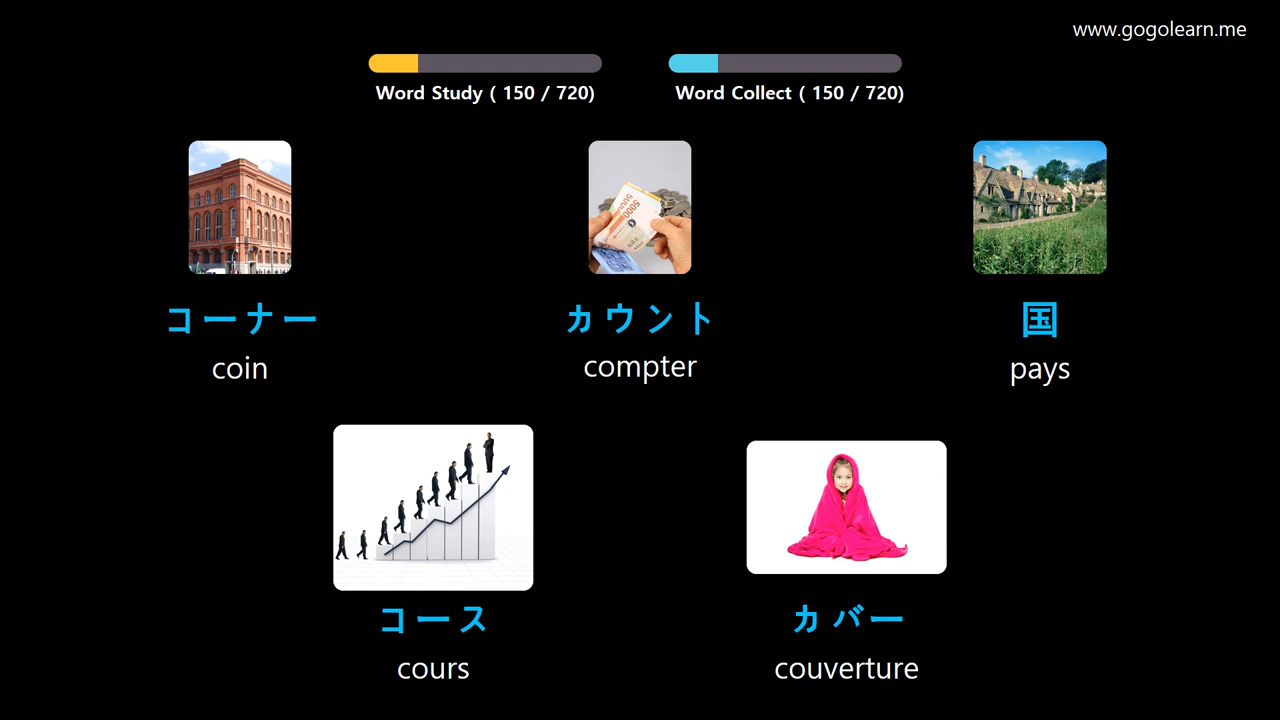 www.gogolearn.me
Word Study ( 150 / 720)
Word Collect ( 150 / 720)
コーナー
coin
カウント
compter
国
pays
コース
cours
カバー
couverture